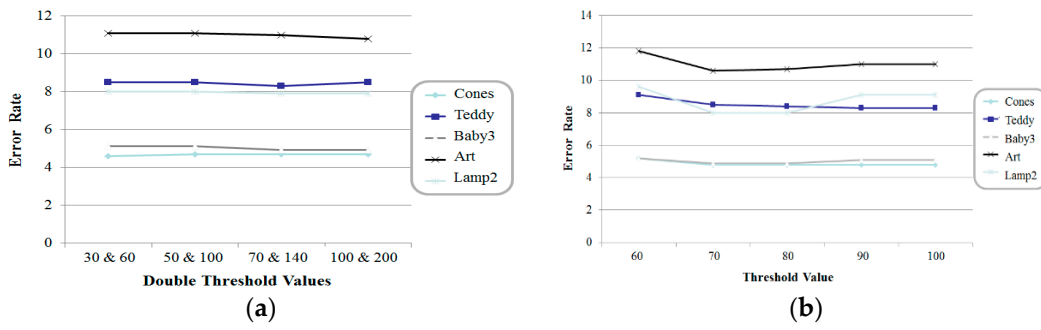 12
10
8
6
4
2
0
Error Rate
30 & 60
50 & 100
70 & 140
100 & 200
Double Threshold Values
Cones
Teddy
Baby3
Art
Lamp2
(a)
14
12
10
8
6
4
2
0
Error Rate
60
70
80
90
100
Threshold Value
Cones
Teddy
Baby3
Art
Lamp2
(b)